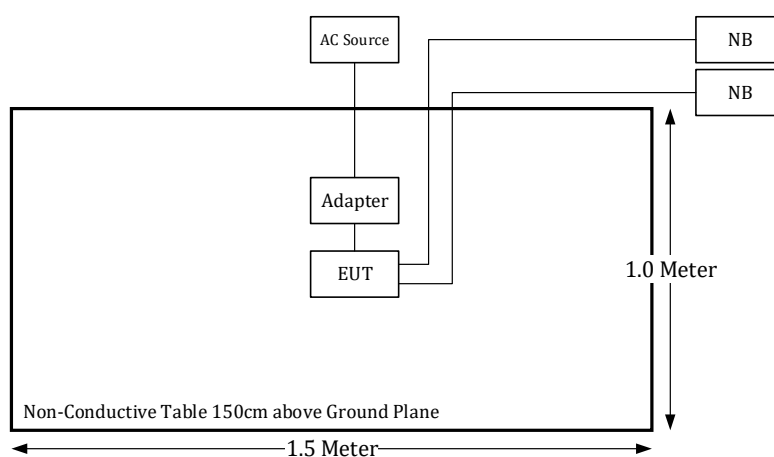 AC Source
NB
NB
Adapter
EUT
1.0 Meter
Non-Conductive Table 150cm above Ground Plane
1.5 Meter